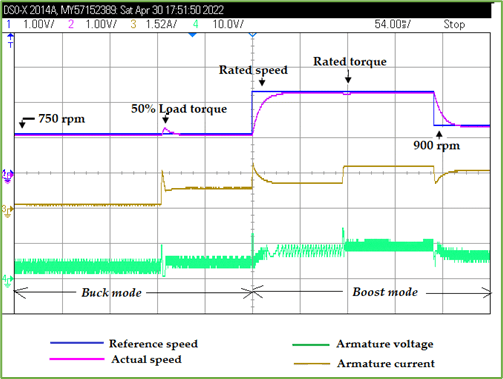 DSO-X 2014A, MY57152389: Sat Apr 30 17:51:50 2022
1 1.00V/ 2 1.00V/ 3 1.52A/ 4 10.0V/ 54.00s/ Stop
T
Rated speed
Rated torque
750 rpm
50% Load torque
900 rpm
Buck mode
Boost mode
Reference speed
Armature voltage
Actual speed
Armature current